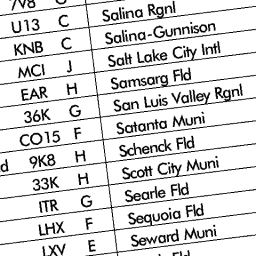 7V8
U13 C Salina Rgnl
KNB C Salina-Gunnison
MCI J Salt Lake City Intl
EAR H Samsarg Fld
36K G San Luis Valley Rgnl
CO15 F Satanta Muni
d 9K8 H Schenck Fld
33K H Scott City Muni
ITR G Searle Fld
LHX F Sequoia Fld
LXV E Seward Muni